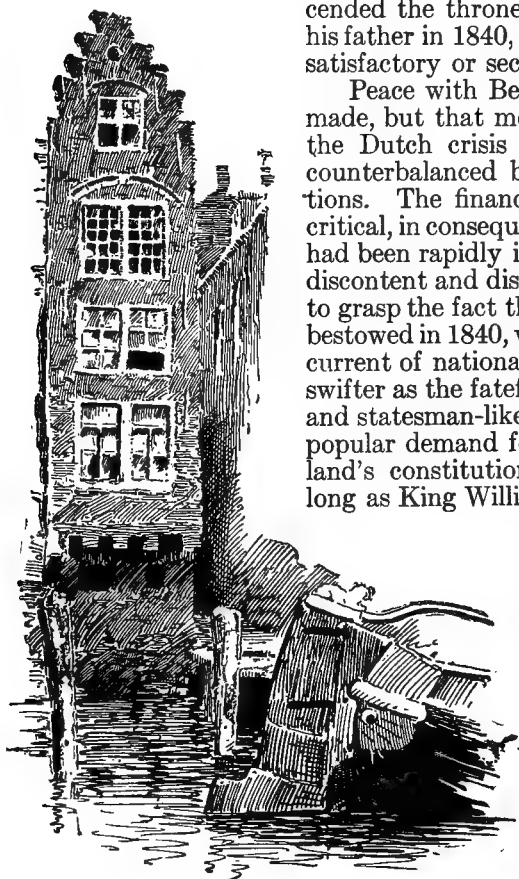 cended the throne
his father in 1840,
satisfactory or sec
Peace with Be
made, but that mo
the Dutch crisis
counterbalanced b
tions. The financ
critical, in consequ
had been rapidly i
discontent and dis
to grasp the fact th
bestowed in 1840, v
current of national
swifter as the fatef
and statesman-like
popular demand fo
land's constitution
long as King Willi